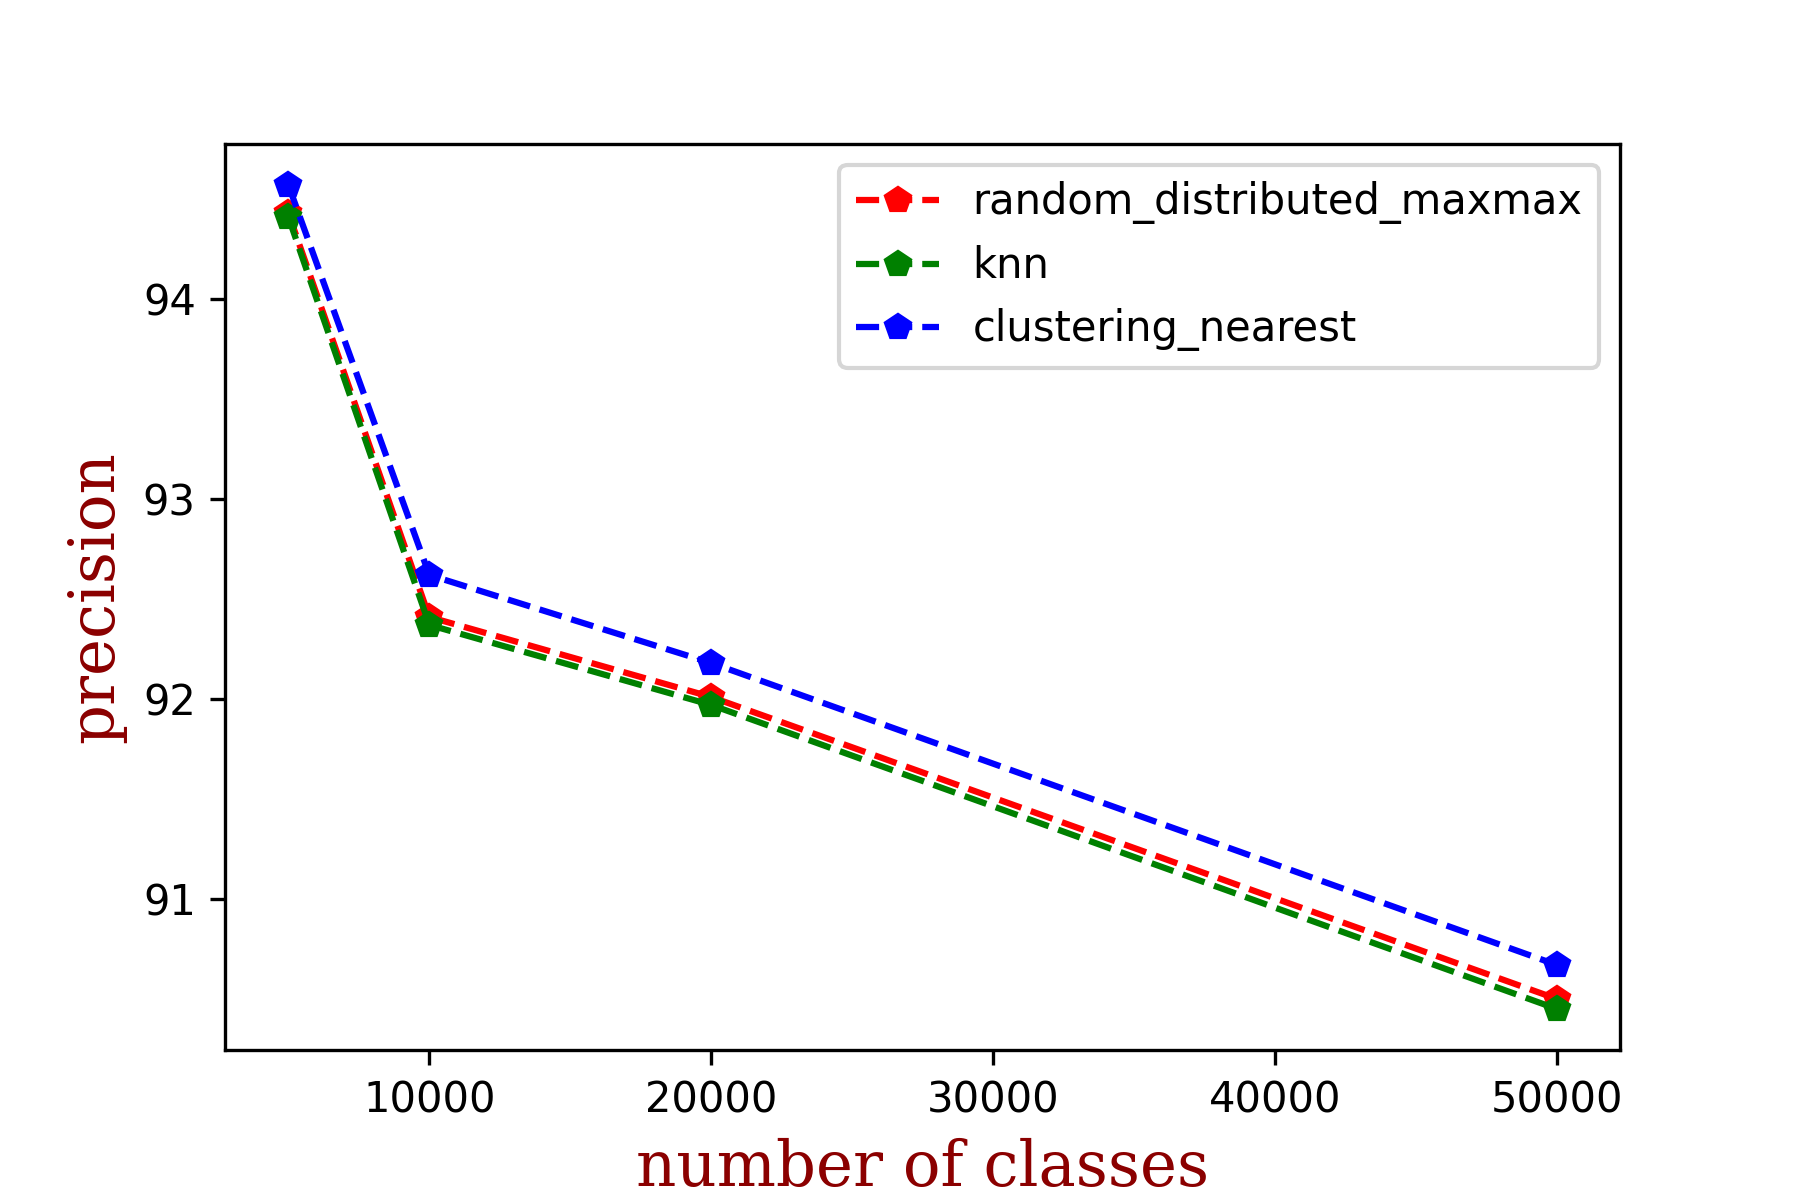 random_distributed_maxmax
knn
clustering_nearest
94
93
92
91
precision
10000 20000 30000 40000 50000
number of classes